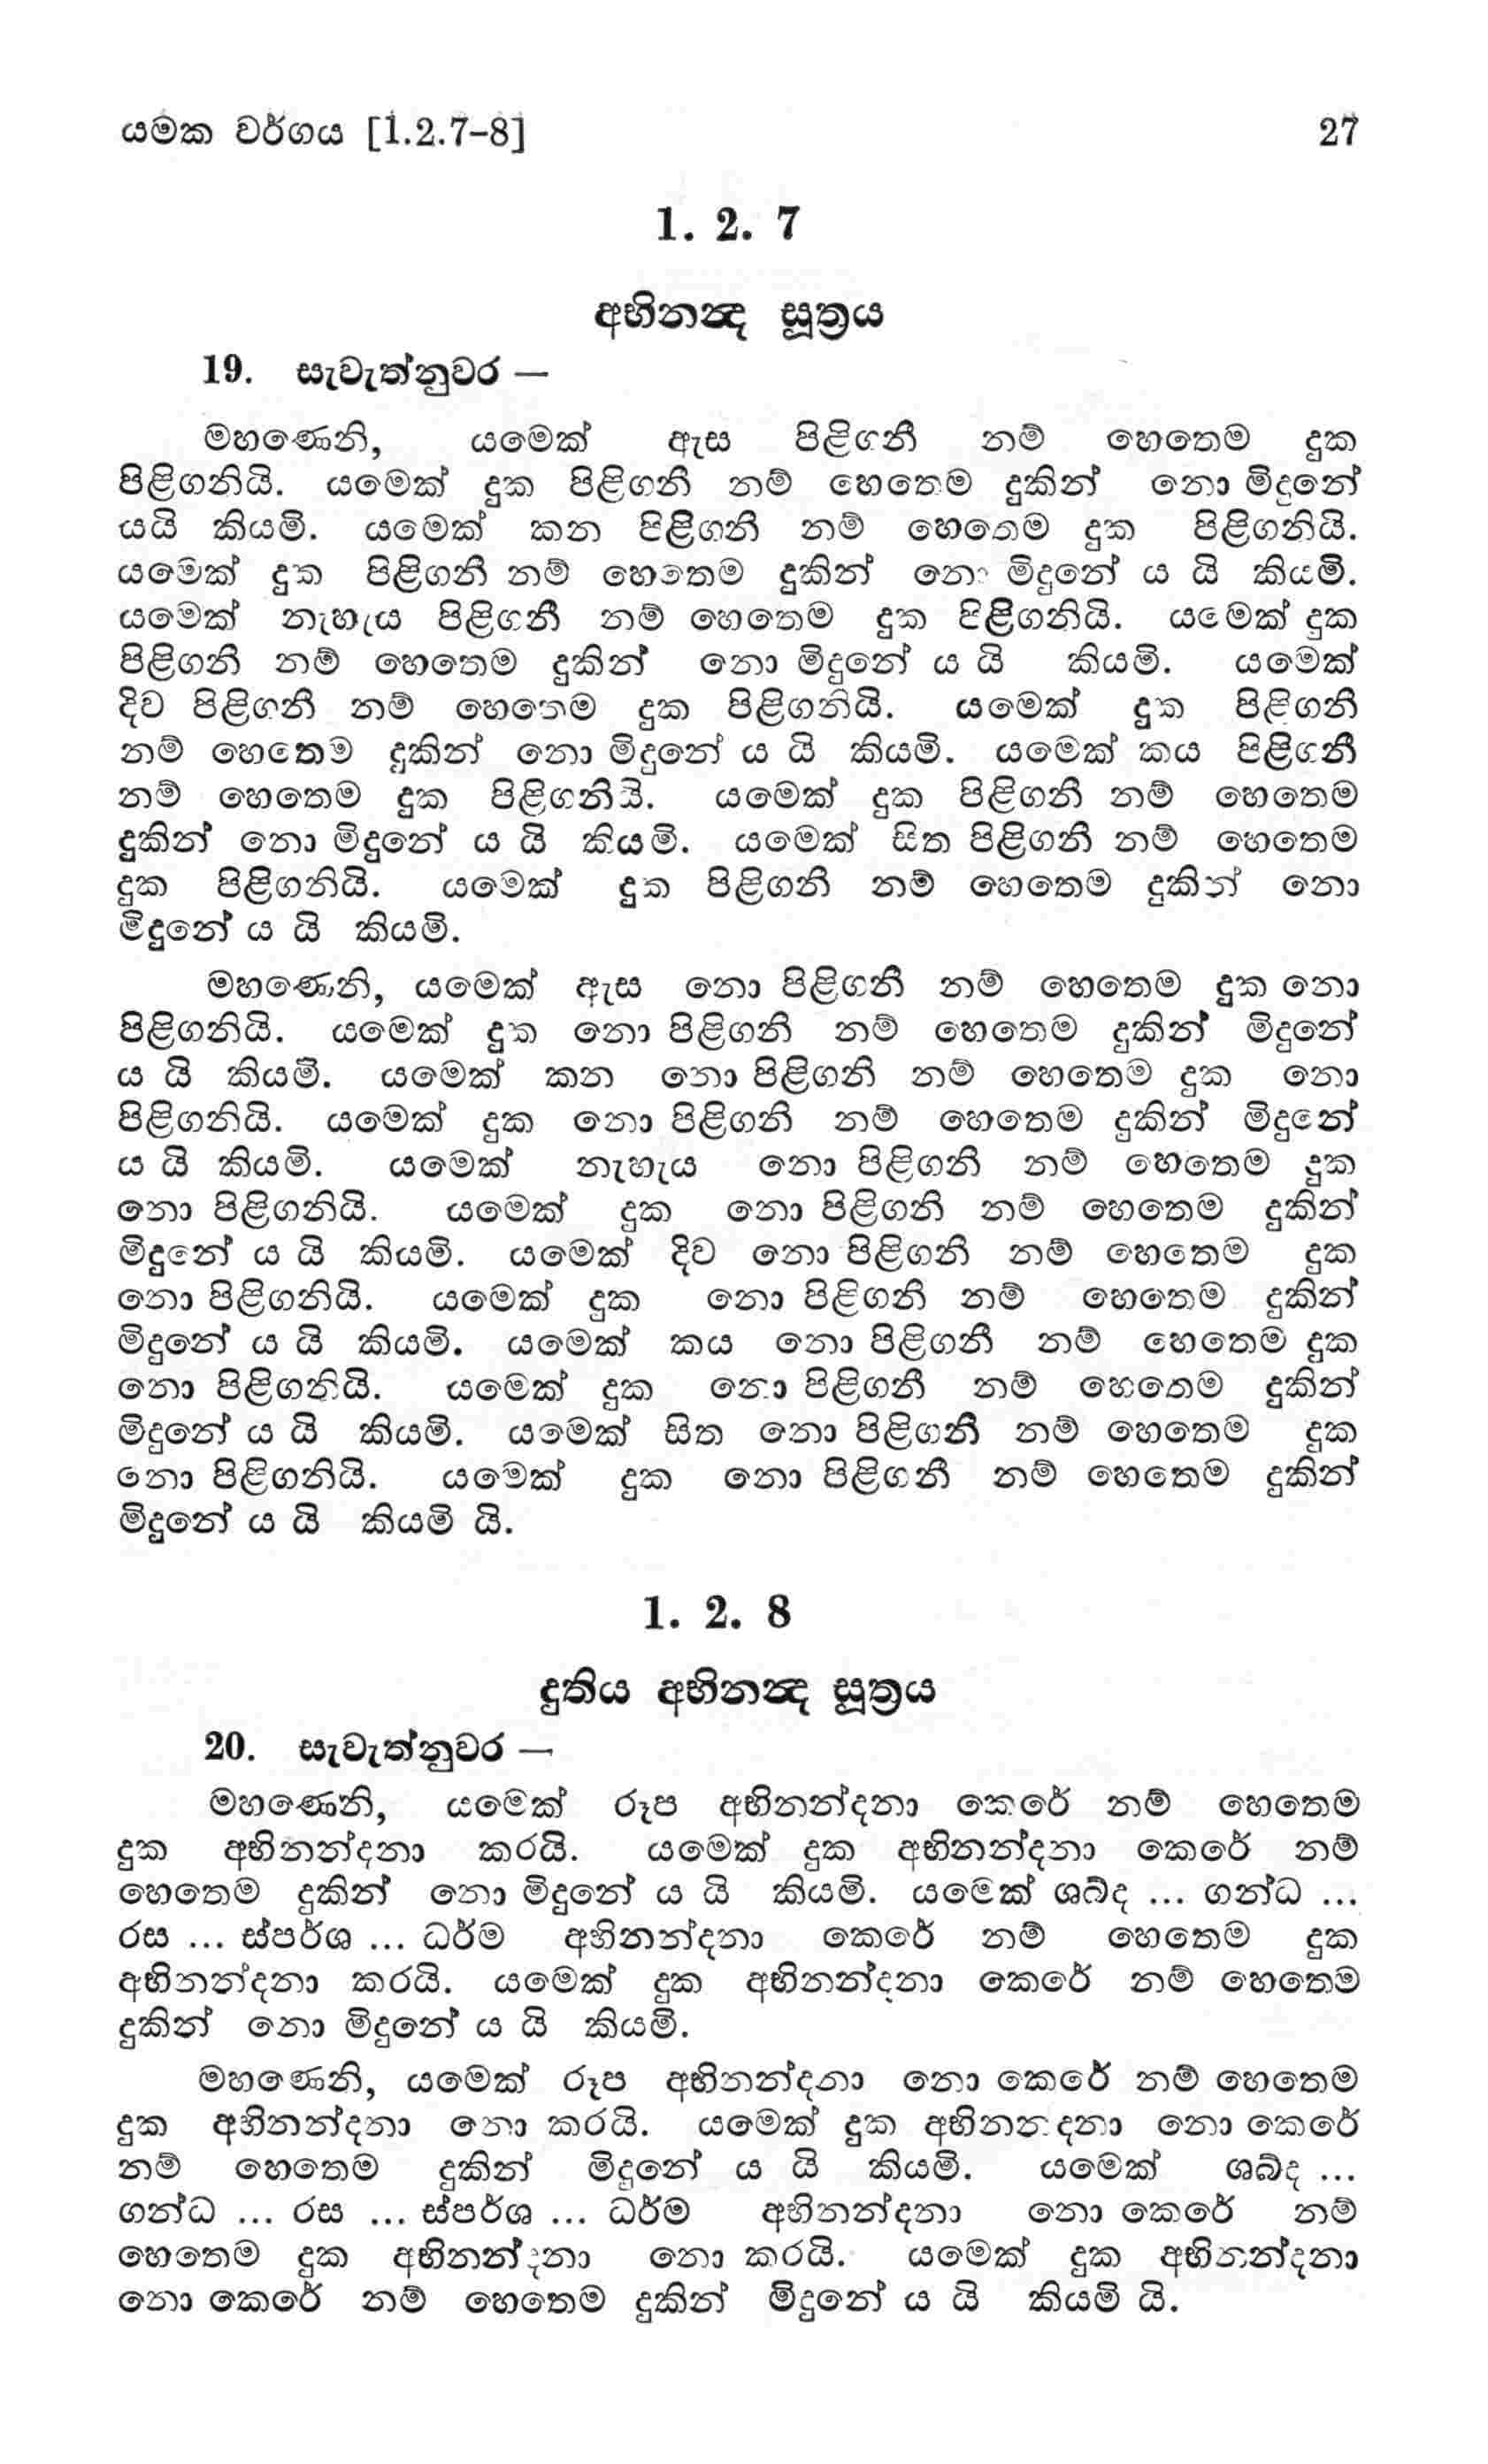 යමක වර්ගය [1.2.7-8] 27
1. 2. 7
අභිනන්‍ද සූත්‍රය
19. සැවැත්නුවර —
මහණෙනි, යමෙක් ඇස පිළිගනී නම් හෙතෙම දුක
පිළිගනියි. යමෙක් දුක පිළිගනී නම් හෙතෙම දුකින් නො මිදුනේ
යයි කියමි. යමෙක් කන පිළිගනී නම් හෙතෙම දුක පිළිගනියි.
යමෙක් දුක පිළිගනී නම් හෙතෙම දුකින් නො මිදුනේ ය යි කියමි.
යමෙක් නැහැය පිළිගනී නම් හෙතෙම දුක පිළිගනියි. යමෙක් දුක
පිළිගනී නම් හෙතෙම දුකින් නො මිදුනේ ය යි කියමි. යමෙක්
දිව පිළිගනී නම් හෙතෙම දුක පිළිගනියි. යමෙක් දුක පිළිගනී
නම් හෙතෙම දුකින් නො මිදුනේ ය යි කියමි. යමෙක් කය පිළිගනී
නම් හෙතෙම දුක පිළිගනියි. යමෙක් දුක පිළිගනී නම් හෙතෙම
දුකින් නො මිදුනේ ය යි කියමි. යමෙක් සිත පිළිගනී නම් හෙතෙම
දුක පිළිගනියි. යමෙක් දුක පිළිගනී නම් හෙතෙම දුකින් නො
මිදුනේ ය යි කියමි.
මහණෙනි, යමෙක් ඇස නො පිළිගනී නම් හෙතෙම දුක නො
පිළිගනියි. යමෙක් දුක නො පිළිගනී නම් හෙතෙම දුකින් මිදුනේ
ය යි කියමි. යමෙක් කන නො පිළිගනී නම් හෙතෙම දුක නො
පිළිගනියි. යමෙක් දුක නො පිළිගනී නම් හෙතෙම දුකින් මිදුනේ
ය යි කියමි. යමෙක් නැහැය නො පිළිගනී නම් හෙතෙම දුක
නො පිළිගනියි. යමෙක් දුක නො පිළිගනී නම් හෙතෙම දුකින්
මිදුනේ ය යි කියමි. යමෙක් දිව නො පිළිගනී නම් හෙතෙම දුක
නො පිළිගනියි. යමෙක් දුක නො පිළිගනී නම් හෙතෙම දුකින්
මිදුනේ ය යි කියමි. යමෙක් කය නො පිළිගනී නම් හෙතෙම දුක
නො පිළිගනියි. යමෙක් දුක නො පිළිගනී නම් හෙතෙම දුකින්
මිදුනේ ය යි කියමි. යමෙක් සිත නො පිළිගනී නම් හෙතෙම දුක
නො පිළිගනියි. යමෙක් දුක නො පිළිගනී නම් හෙතෙම දුකින්
මිදුනේ ය යි කියමි යි.
1. 2. 8
දුතිය අභිනන්‍ද සූත්‍රය
20. සැවැත්නුවර —
මහණෙනි, යමෙක් රූප අභිනන්දනා කෙරේ නම් හෙතෙම
දුක අභිනන්දනා කරයි. යමෙක් දුක අභිනන්දනා කෙරේ නම්
හෙතෙම දුකින් නො මිදුනේ ය යි කියමි. යමෙක් ශබ්ද ... ගන්ධ ...
රස ... ස්පර්ශ ... ධර්ම අභිනන්දනා කෙරේ නම් හෙතෙම දුක
අභිනන්දනා කරයි. යමෙක් දුක අභිනන්දනා කෙරේ නම් හෙතෙම
දුකින් නො මිදුනේ ය යි කියමි.
මහණෙනි, යමෙක් රූප අභිනන්දනා නො කෙරේ නම් හෙතෙම
දුක අභිනන්දනා නො කරයි. යමෙක් දුක අභිනන්දනා නො කෙරේ
නම් හෙතෙම දුකින් මිදුනේ ය යි කියමි. යමෙක් ශබ්ද ...
ගන්ධ ... රස ... ස්පර්ශ ... ධර්ම අභිනන්දනා නො කෙරේ නම්
හෙතෙම දුක අභිනන්දනා නො කරයි. යමෙක් දුක අභිනන්දනා
නො කෙරේ නම් හෙතෙම දුකින් මිදුනේ ය යි කියමි යි.